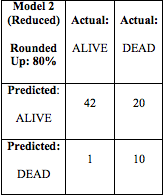 Model 2 Actual: Actual:
(Reduced)
Rounded ALIVE DEAD
Up: 80%
Predicted: 42 20
ALIVE
Predicted: 1 10
DEAD